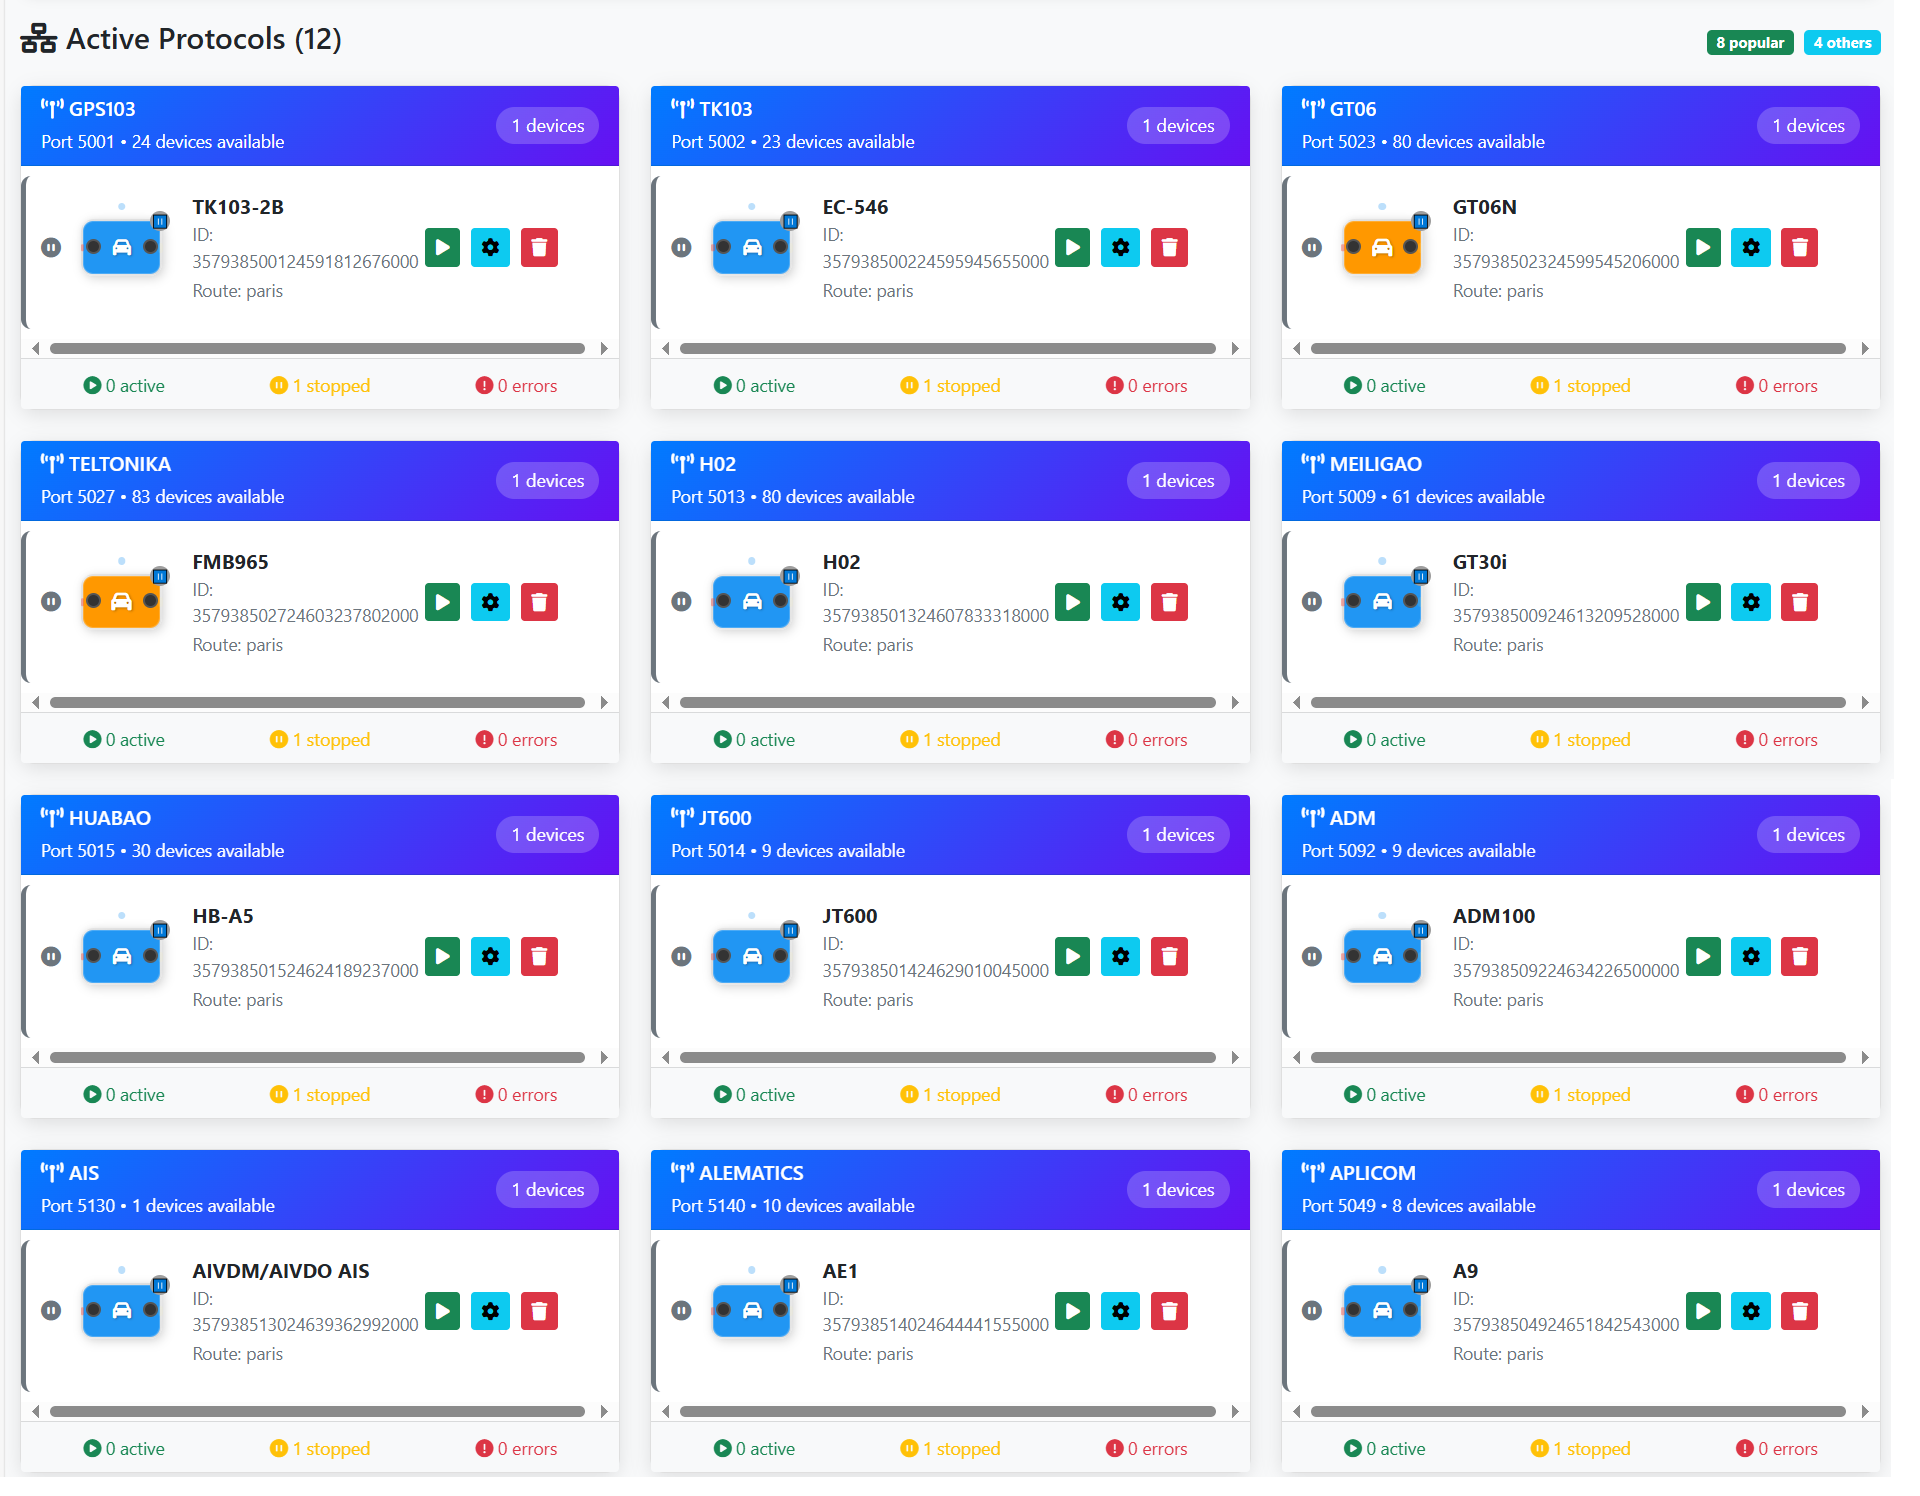 Active Protocols (12)
8 popular
4 others
GPS103
Port 5001 • 24 devices available
1 devices
TK103-2B
ID:
357938500124591812676000
Route: paris
0 active
1 stopped
0 errors
TK103
Port 5002 • 23 devices available
1 devices
EC-546
ID:
357938500224595945655000
Route: paris
0 active
1 stopped
0 errors
GT06
Port 5023 • 80 devices available
1 devices
GT06N
ID:
357938502324599545206000
Route: paris
0 active
1 stopped
0 errors
TELTONIKA
Port 5027 • 83 devices available
1 devices
FMB965
ID:
357938502724603237802000
Route: paris
0 active
1 stopped
0 errors
H02
Port 5013 • 80 devices available
1 devices
H02
ID:
357938501324607833318000
Route: paris
0 active
1 stopped
0 errors
MEILIGAO
Port 5009 • 61 devices available
1 devices
GT30i
ID:
357938500924613209528000
Route: paris
0 active
1 stopped
0 errors
HUABAO
Port 5015 • 30 devices available
1 devices
HB-A5
ID:
357938501524624189237000
Route: paris
0 active
1 stopped
0 errors
JT600
Port 5014 • 9 devices available
1 devices
JT600
ID:
357938501424629010045000
Route: paris
0 active
1 stopped
0 errors
ADM
Port 5092 • 9 devices available
1 devices
ADM100
ID:
357938509224634226500000
Route: paris
0 active
1 stopped
0 errors
AIS
Port 5130 • 1 devices available
1 devices
AIVDM/AIVDO AIS
ID:
357938513024639362992000
Route: paris
0 active
1 stopped
0 errors
ALEMATICS
Port 5140 • 10 devices available
1 devices
AE1
ID:
357938514024644441555000
Route: paris
0 active
1 stopped
0 errors
APLICOM
Port 5049 • 8 devices available
1 devices
A9
ID:
357938504924651842543000
Route: paris
0 active
1 stopped
0 errors